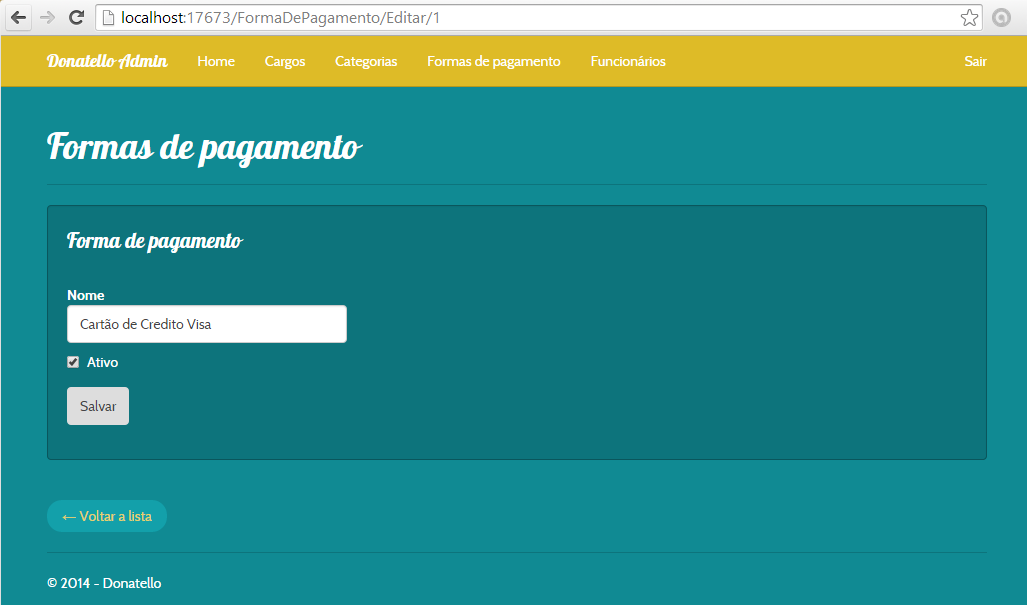 localhost:17673/FormaDePagamento/Editar/1
Donatello Admin Home Cargos Categorias Formas de pagamento Funcionários Sair
Formas de pagamento
Forma de pagamento
Nome
Cartão de Credito Visa
Ativo
Salvar
← Voltar a lista
© 2014 - Donatello